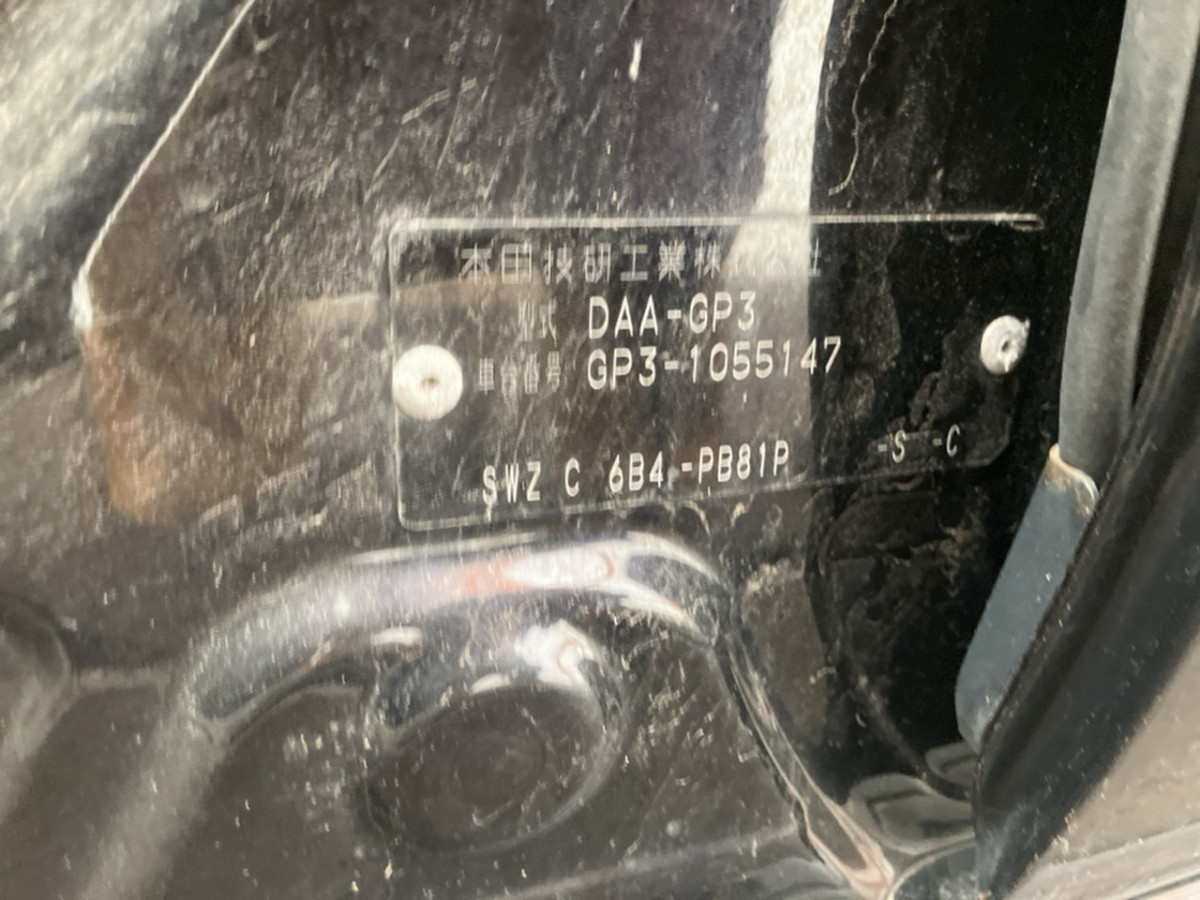 本田技研工業株式会社
型式 DAA-GP3
車台番号 GP3-1055147
SWZ C 6B4 -PB81P -S -C